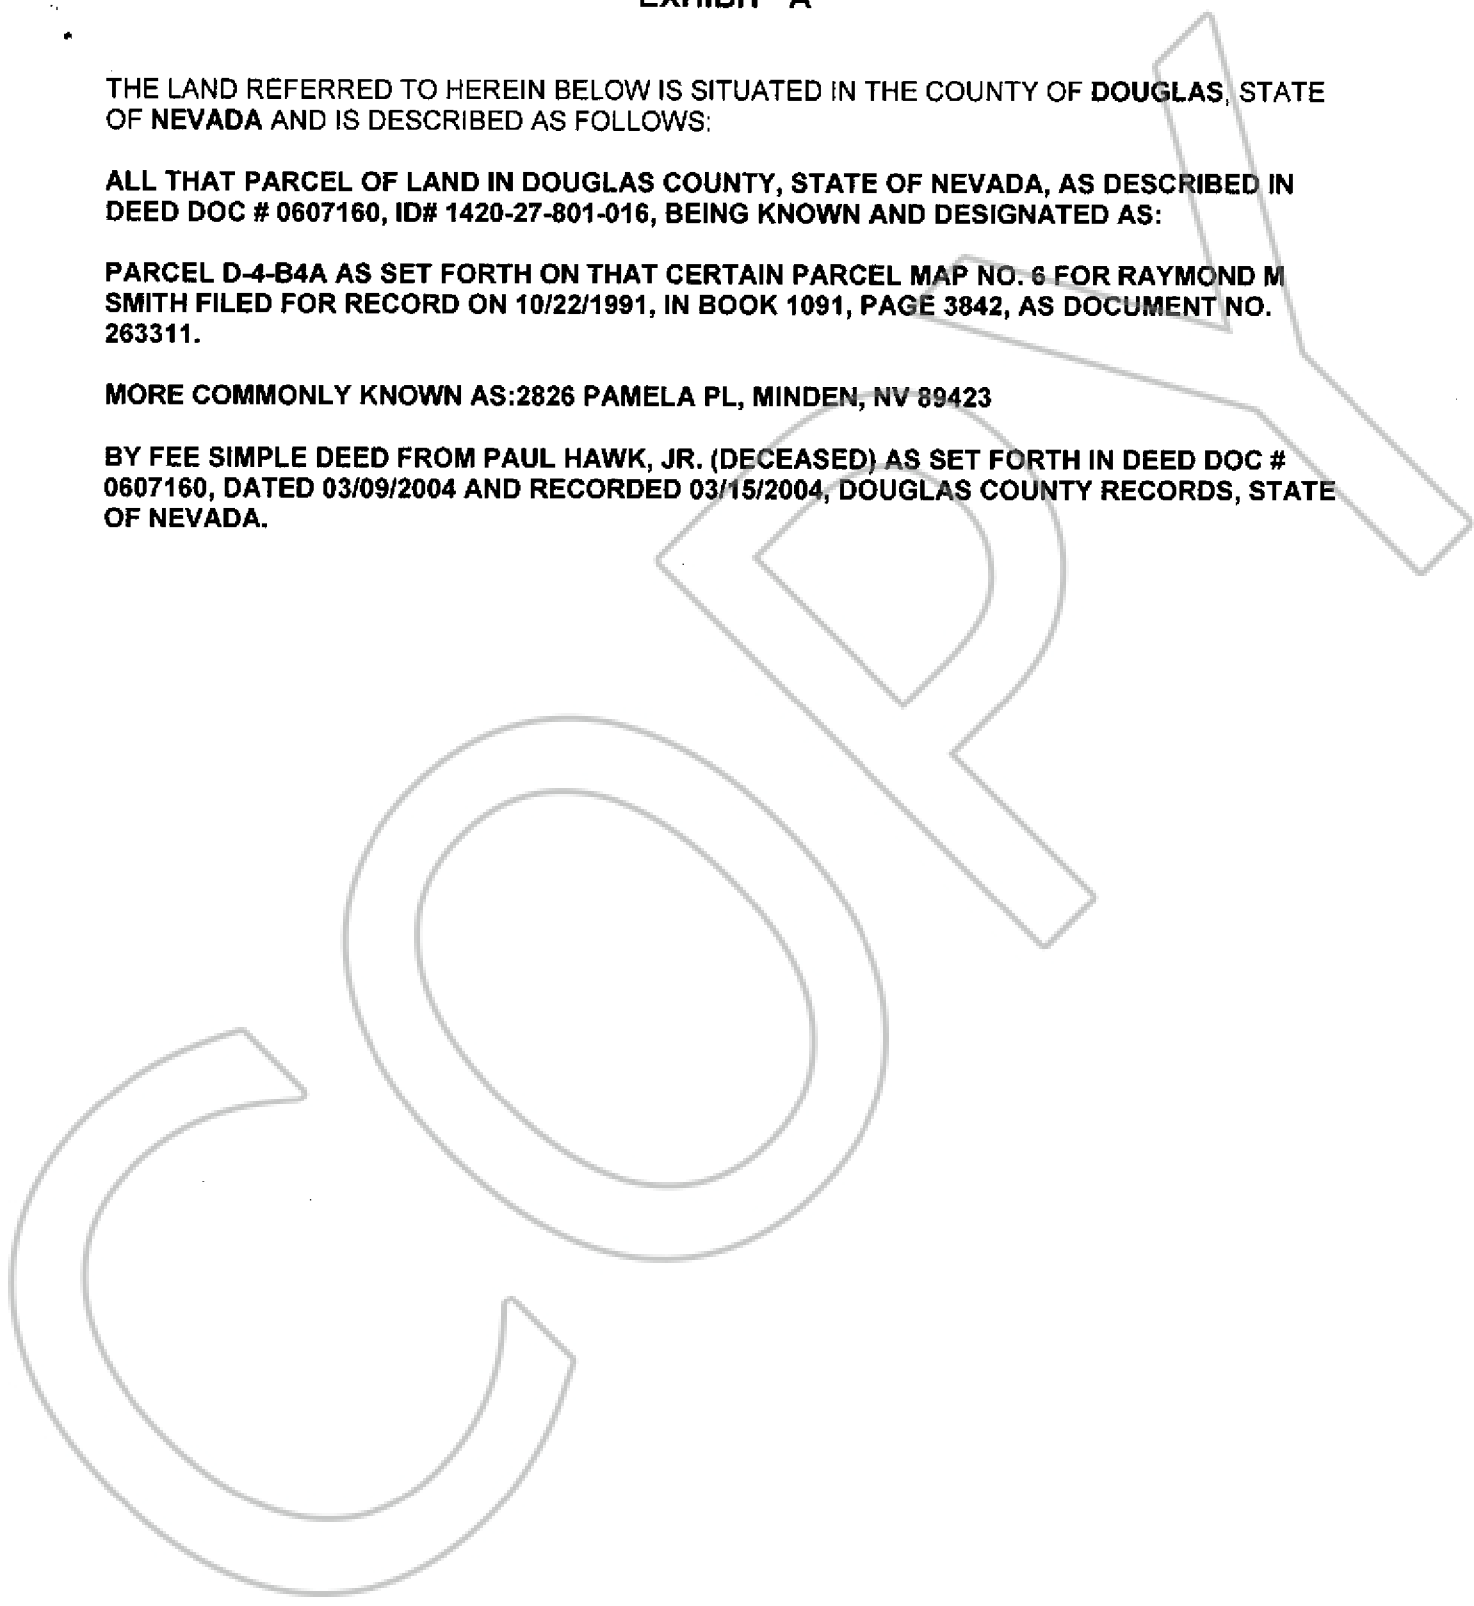 EXHIBIT "A"
THE LAND REFERRED TO HEREIN BELOW IS SITUATED IN THE COUNTY OF DOUGLAS, STATE
OF NEVADA AND IS DESCRIBED AS FOLLOWS:
ALL THAT PARCEL OF LAND IN DOUGLAS COUNTY, STATE OF NEVADA, AS DESCRIBED IN
DEED DOC # 0607160, ID# 1420-27-801-016, BEING KNOWN AND DESIGNATED AS:
PARCEL D-4-B4A AS SET FORTH ON THAT CERTAIN PARCEL MAP NO. 6 FOR RAYMOND M
SMITH FILED FOR RECORD ON 10/22/1991, IN BOOK 1091, PAGE 3842, AS DOCUMENT NO.
263311.
MORE COMMONLY KNOWN AS:2826 PAMELA PL, MINDEN, NV 89423
BY FEE SIMPLE DEED FROM PAUL HAWK, JR. (DECEASED) AS SET FORTH IN DEED DOC #
0607160, DATED 03/09/2004 AND RECORDED 03/15/2004, DOUGLAS COUNTY RECORDS, STATE
OF NEVADA.
COPY